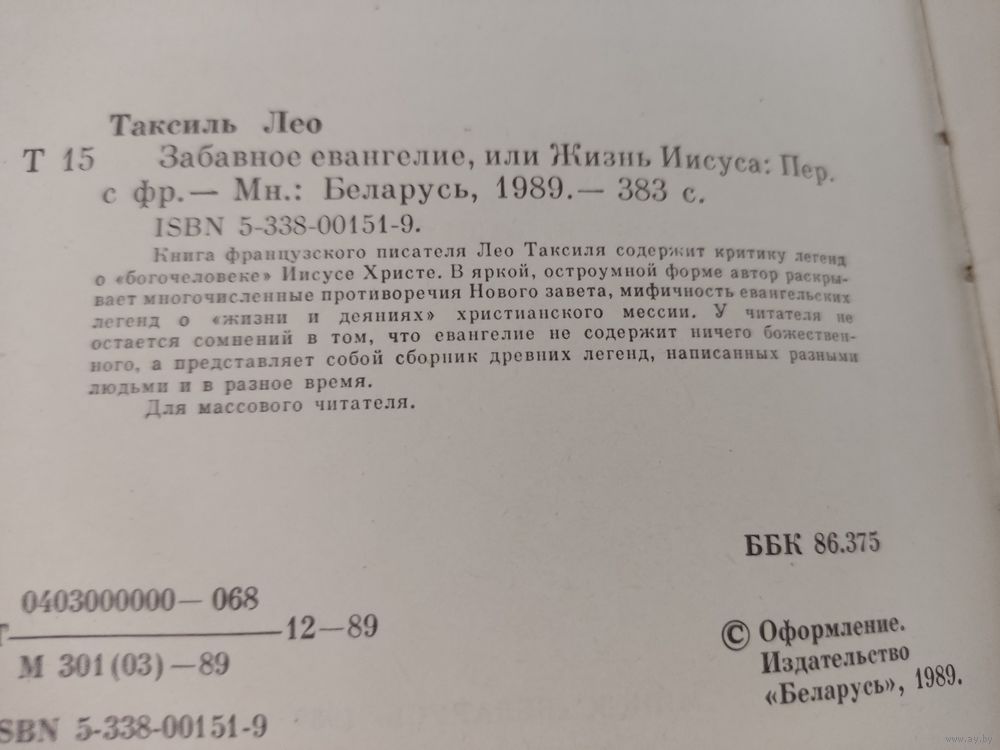 Таксиль Лео
Т 15 Забавное евангелие, или Жизнь Иисуса: Пер.
с фр.— Мн.: Беларусь, 1989.— 383 с.
ISBN 5-338-00151-9.
Книга французского писателя Лео Таксиля содержит критику легенд
о «богочеловеке» Иисусе Христе. В яркой, остроумной форме автор раскры-
вает многочисленные противоречия Нового завета, мифичность евангельских
легенд о «жизни и деяниях» христианского мессии. У читателя не
остается сомнений в том, что евангелие не содержит ничего божествен-
ного, а представляет собой сборник древних легенд, написанных разными
людьми и в разное время.
Для массового читателя.
ББК 86.375
0403000000— 068
Т 12—89
М 301(03)—89
© Оформление.
Издательство
«Беларусь», 1989.
ISBN 5-338-00151-9
www.ay.by